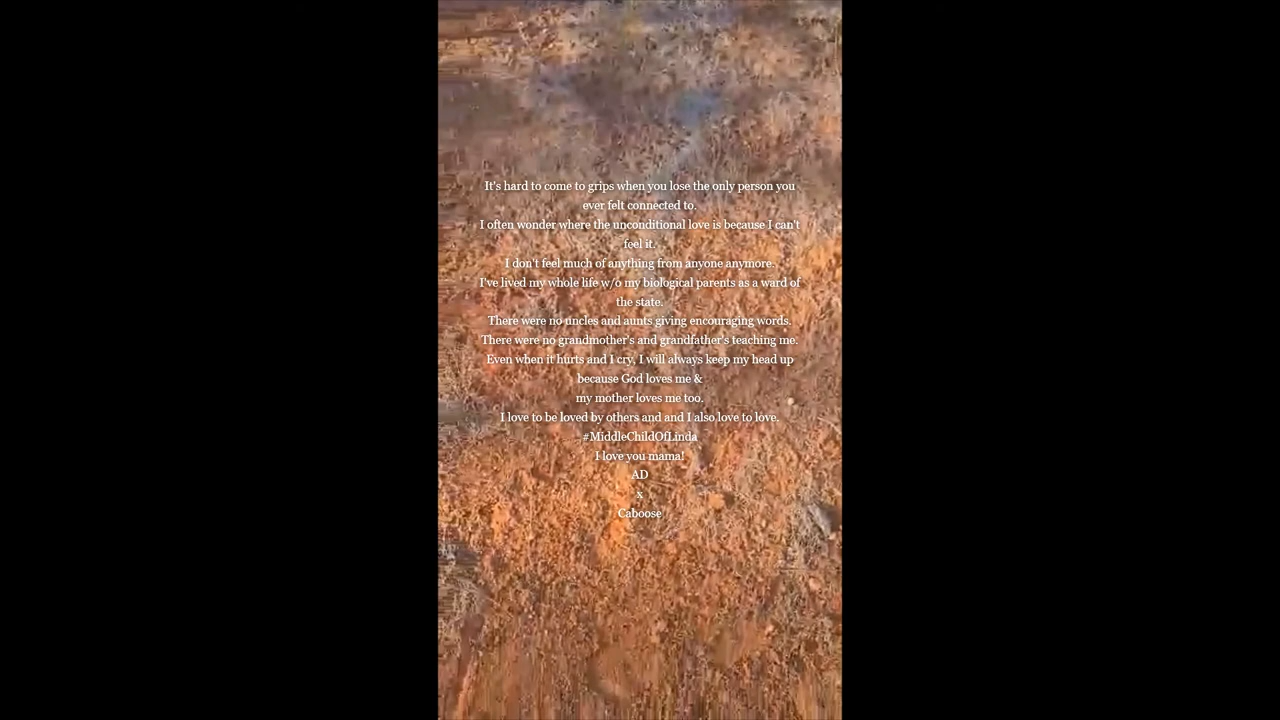 It's hard to come to grips when you lose the only person you
ever felt connected to.
I often wonder where the unconditional love is because I can't
feel it.
I don't feel much of anything from anyone anymore.
I've lived my whole life w/o my biological parents as a ward of
the state.
There were no uncles and aunts giving encouraging words.
There were no grandmother's and grandfather's teaching me.
Even when it hurts and I cry, I will always keep my head up
because God loves me &
my mother loves me too.
I love to be loved by others and and I also love to love.
#MiddleChildOfLinda
I love you mama!
AD
x
Caboose